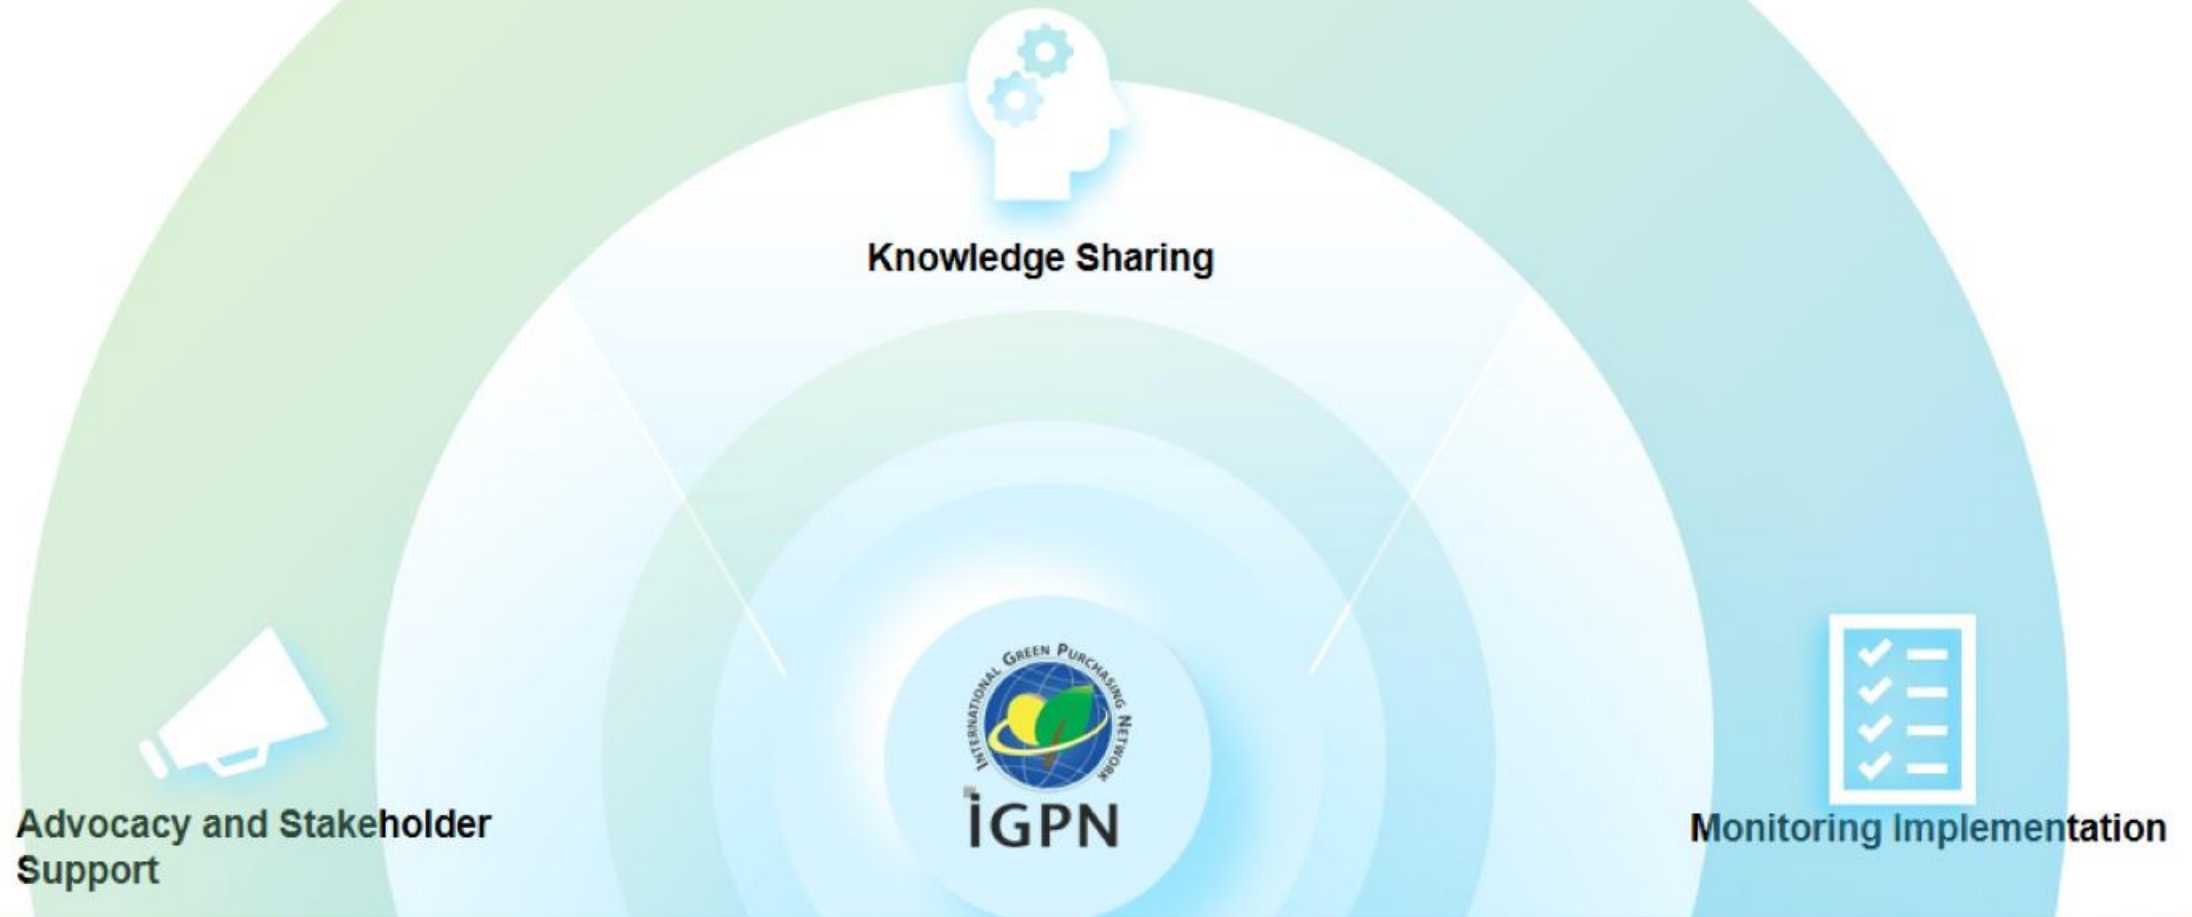 Knowledge Sharing
INTERNATIONAL GREEN PURCHASING NETWORK
iGPN
Advocacy and Stakeholder
Support
Monitoring Implementation